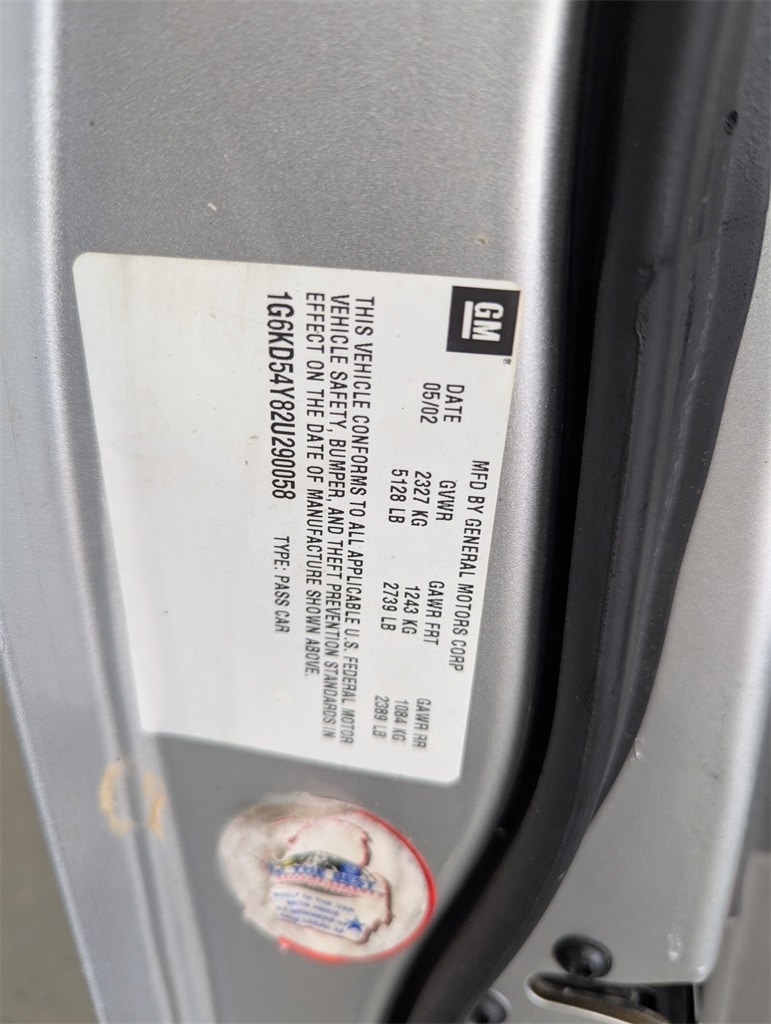 GM
MFD BY GENERAL MOTORS CORP
DATE GVWR GAWR FRT GAWR RR
05/02 2327 KG 1243 KG 1084 KG
5128 LB 2739 LB 2389 LB
THIS VEHICLE CONFORMS TO ALL APPLICABLE U.S. FEDERAL MOTOR
VEHICLE SAFETY, BUMPER, AND THEFT PREVENTION STANDARDS IN
EFFECT ON THE DATE OF MANUFACTURE SHOWN ABOVE.
1G6KD54Y82U290058 TYPE: PASS CAR